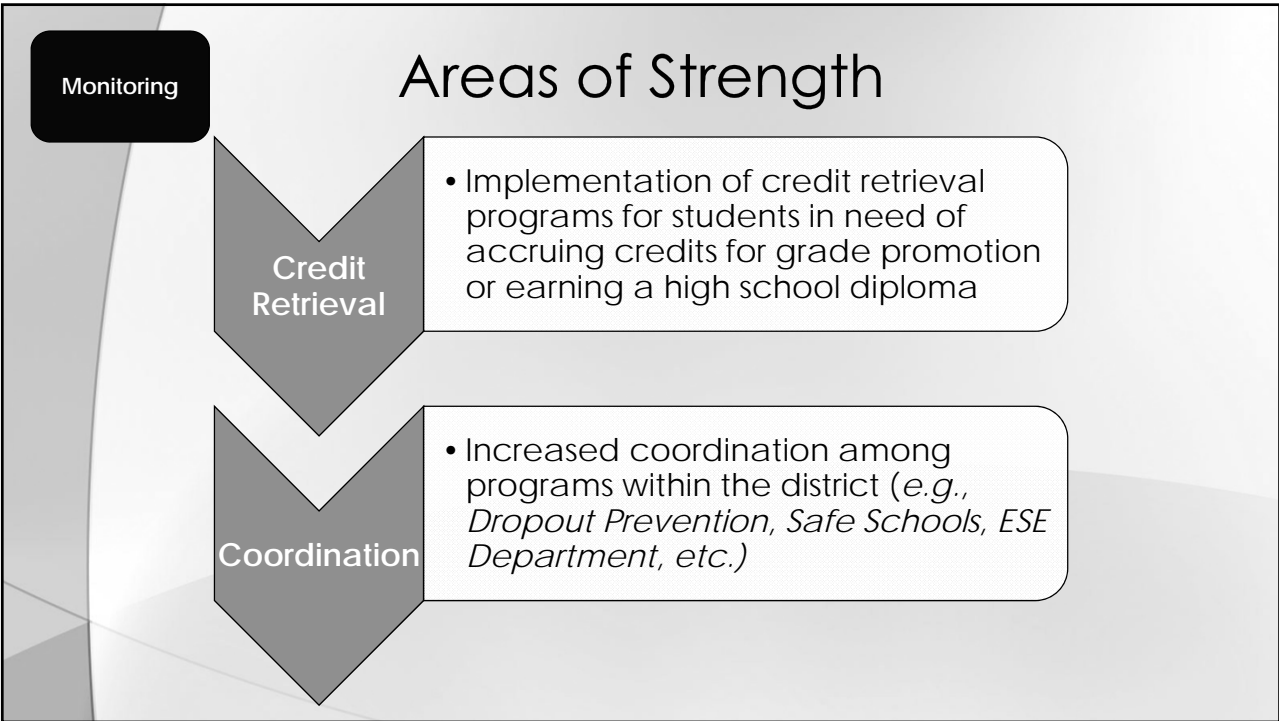 Monitoring
Areas of Strength
Credit
Retrieval
• Implementation of credit retrieval
programs for students in need of
accruing credits for grade promotion
or earning a high school diploma
Coordination
• Increased coordination among
programs within the district (e.g.,
Dropout Prevention, Safe Schools, ESE
Department, etc.)